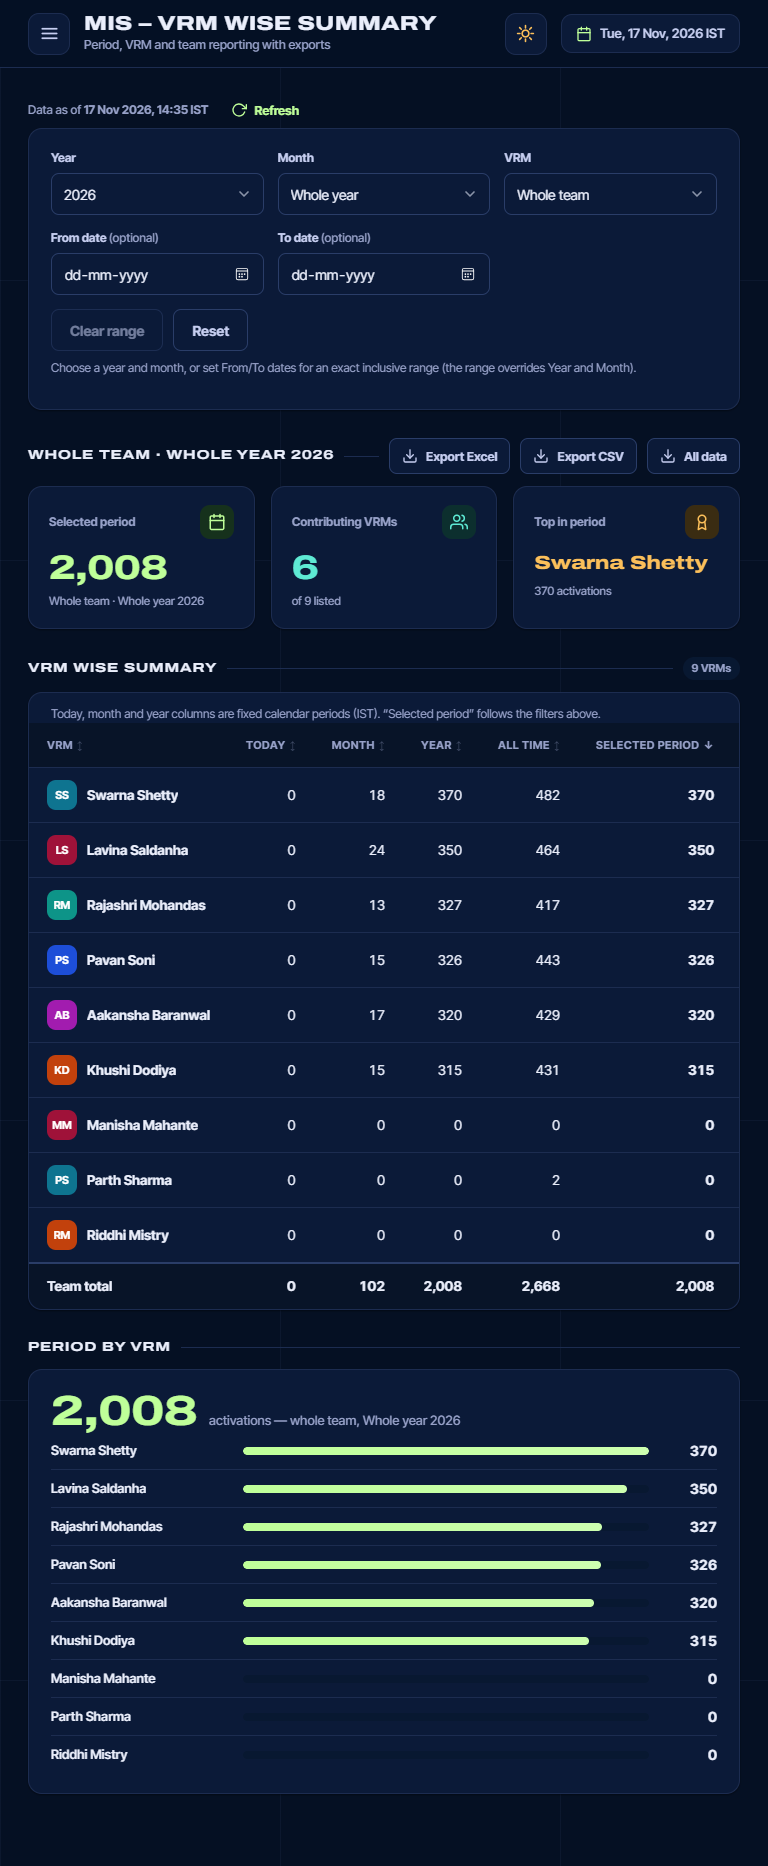 MIS – VRM WISE SUMMARY
Period, VRM and team reporting with exports
Tue, 17 Nov, 2026 IST
Data as of 17 Nov 2026, 14:35 IST Refresh
Year Month VRM
2026 Whole year Whole team
From date (optional) To date (optional)
dd-mm-yyyy dd-mm-yyyy
Clear range Reset
Choose a year and month, or set From/To dates for an exact inclusive range (the range overrides Year and Month).
WHOLE TEAM · WHOLE YEAR 2026 Export Excel Export CSV All data
Selected period
2,008
Whole team · Whole year 2026
Contributing VRMs
6
of 9 listed
Top in period
Swarna Shetty
370 activations
VRM WISE SUMMARY 9 VRMs
Today, month and year columns are fixed calendar periods (IST). “Selected period” follows the filters above.
VRM TODAY MONTH YEAR ALL TIME SELECTED PERIOD
SS Swarna Shetty 0 18 370 482 370
LS Lavina Saldanha 0 24 350 464 350
RM Rajashri Mohandas 0 13 327 417 327
PS Pavan Soni 0 15 326 443 326
AB Aakansha Baranwal 0 17 320 429 320
KD Khushi Dodiya 0 15 315 431 315
MM Manisha Mahante 0 0 0 0 0
PS Parth Sharma 0 0 0 2 0
RM Riddhi Mistry 0 0 0 0 0
Team total 0 102 2,008 2,668 2,008
PERIOD BY VRM
2,008 activations — whole team, Whole year 2026
Swarna Shetty 370
Lavina Saldanha 350
Rajashri Mohandas 327
Pavan Soni 326
Aakansha Baranwal 320
Khushi Dodiya 315
Manisha Mahante 0
Parth Sharma 0
Riddhi Mistry 0